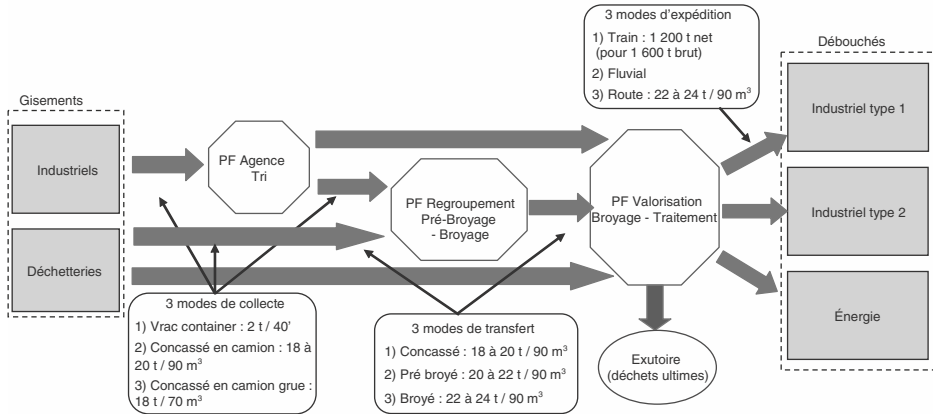 Gisements
Industriels
Déchetteries
PF Agence
Tri
PF Regroupement
Pré-Broyage
- Broyage
PF Valorisation
Broyage - Traitement
3 modes d'expédition
1) Train : 1 200 t net
(pour 1 600 t brut)
2) Fluvial
3) Route : 22 à 24 t / 90 m³
Débouchés
Industriel type 1
Industriel type 2
Énergie
3 modes de collecte
1) Vrac container : 2 t / 40'
2) Concassé en camion : 18 à
20 t / 90 m³
3) Concassé en camion grue :
18 t / 70 m³
3 modes de transfert
1) Concassé : 18 à 20 t / 90 m³
2) Pré broyé : 20 à 22 t / 90 m³
3) Broyé : 22 à 24 t / 90 m³
Exutoire
(déchets ultimes)